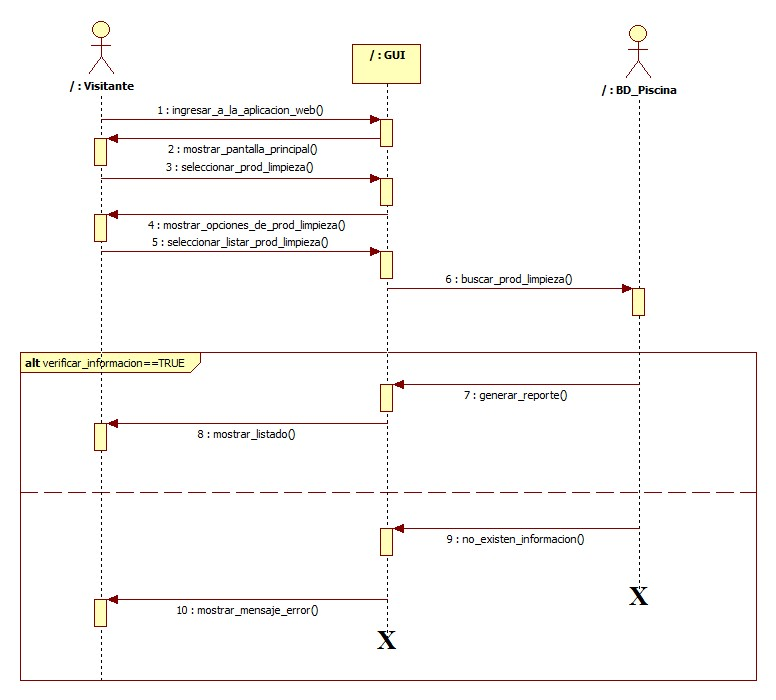 / : Visitante
/ : GUI
/ : BD_Piscina
1 : ingresar_a_la_aplicacion_web()
2 : mostrar_pantalla_principal()
3 : seleccionar_prod_limpieza()
4 : mostrar_opciones_de_prod_limpieza()
5 : seleccionar_listar_prod_limpieza()
6 : buscar_prod_limpieza()
alt verificar_informacion==TRUE
7 : generar_reporte()
8 : mostrar_listado()
9 : no_existen_informacion()
10 : mostrar_mensaje_error()
X
X